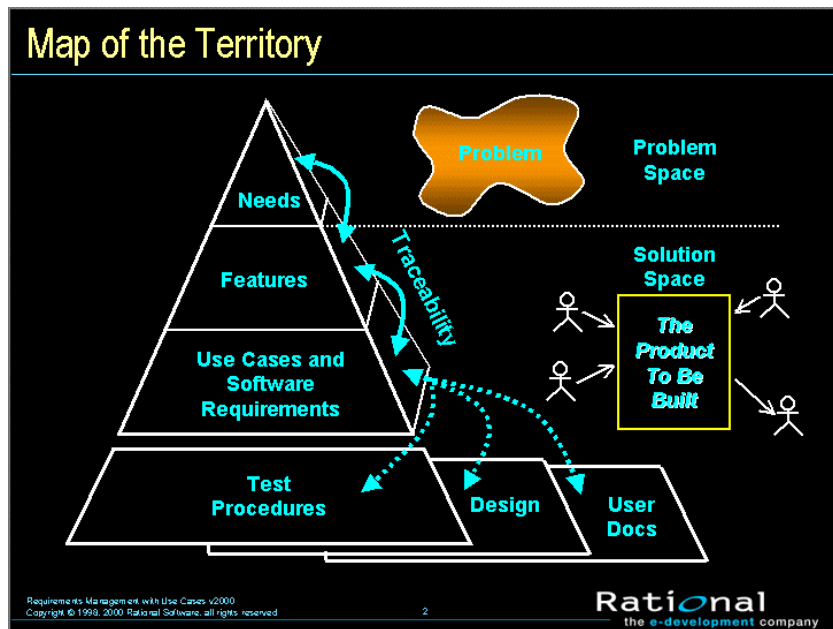 Map of the Territory
Problem
Problem
Space
Needs
Traceability
Solution
Space
Features
The
Product
To Be
Built
Use Cases and
Software
Requirements
Test
Procedures
Design
User
Docs
Requirements Management with Use Cases v2000
Copyright © 1998, 2000 Rational Software, all rights reserved
2
Rational
the e-development company